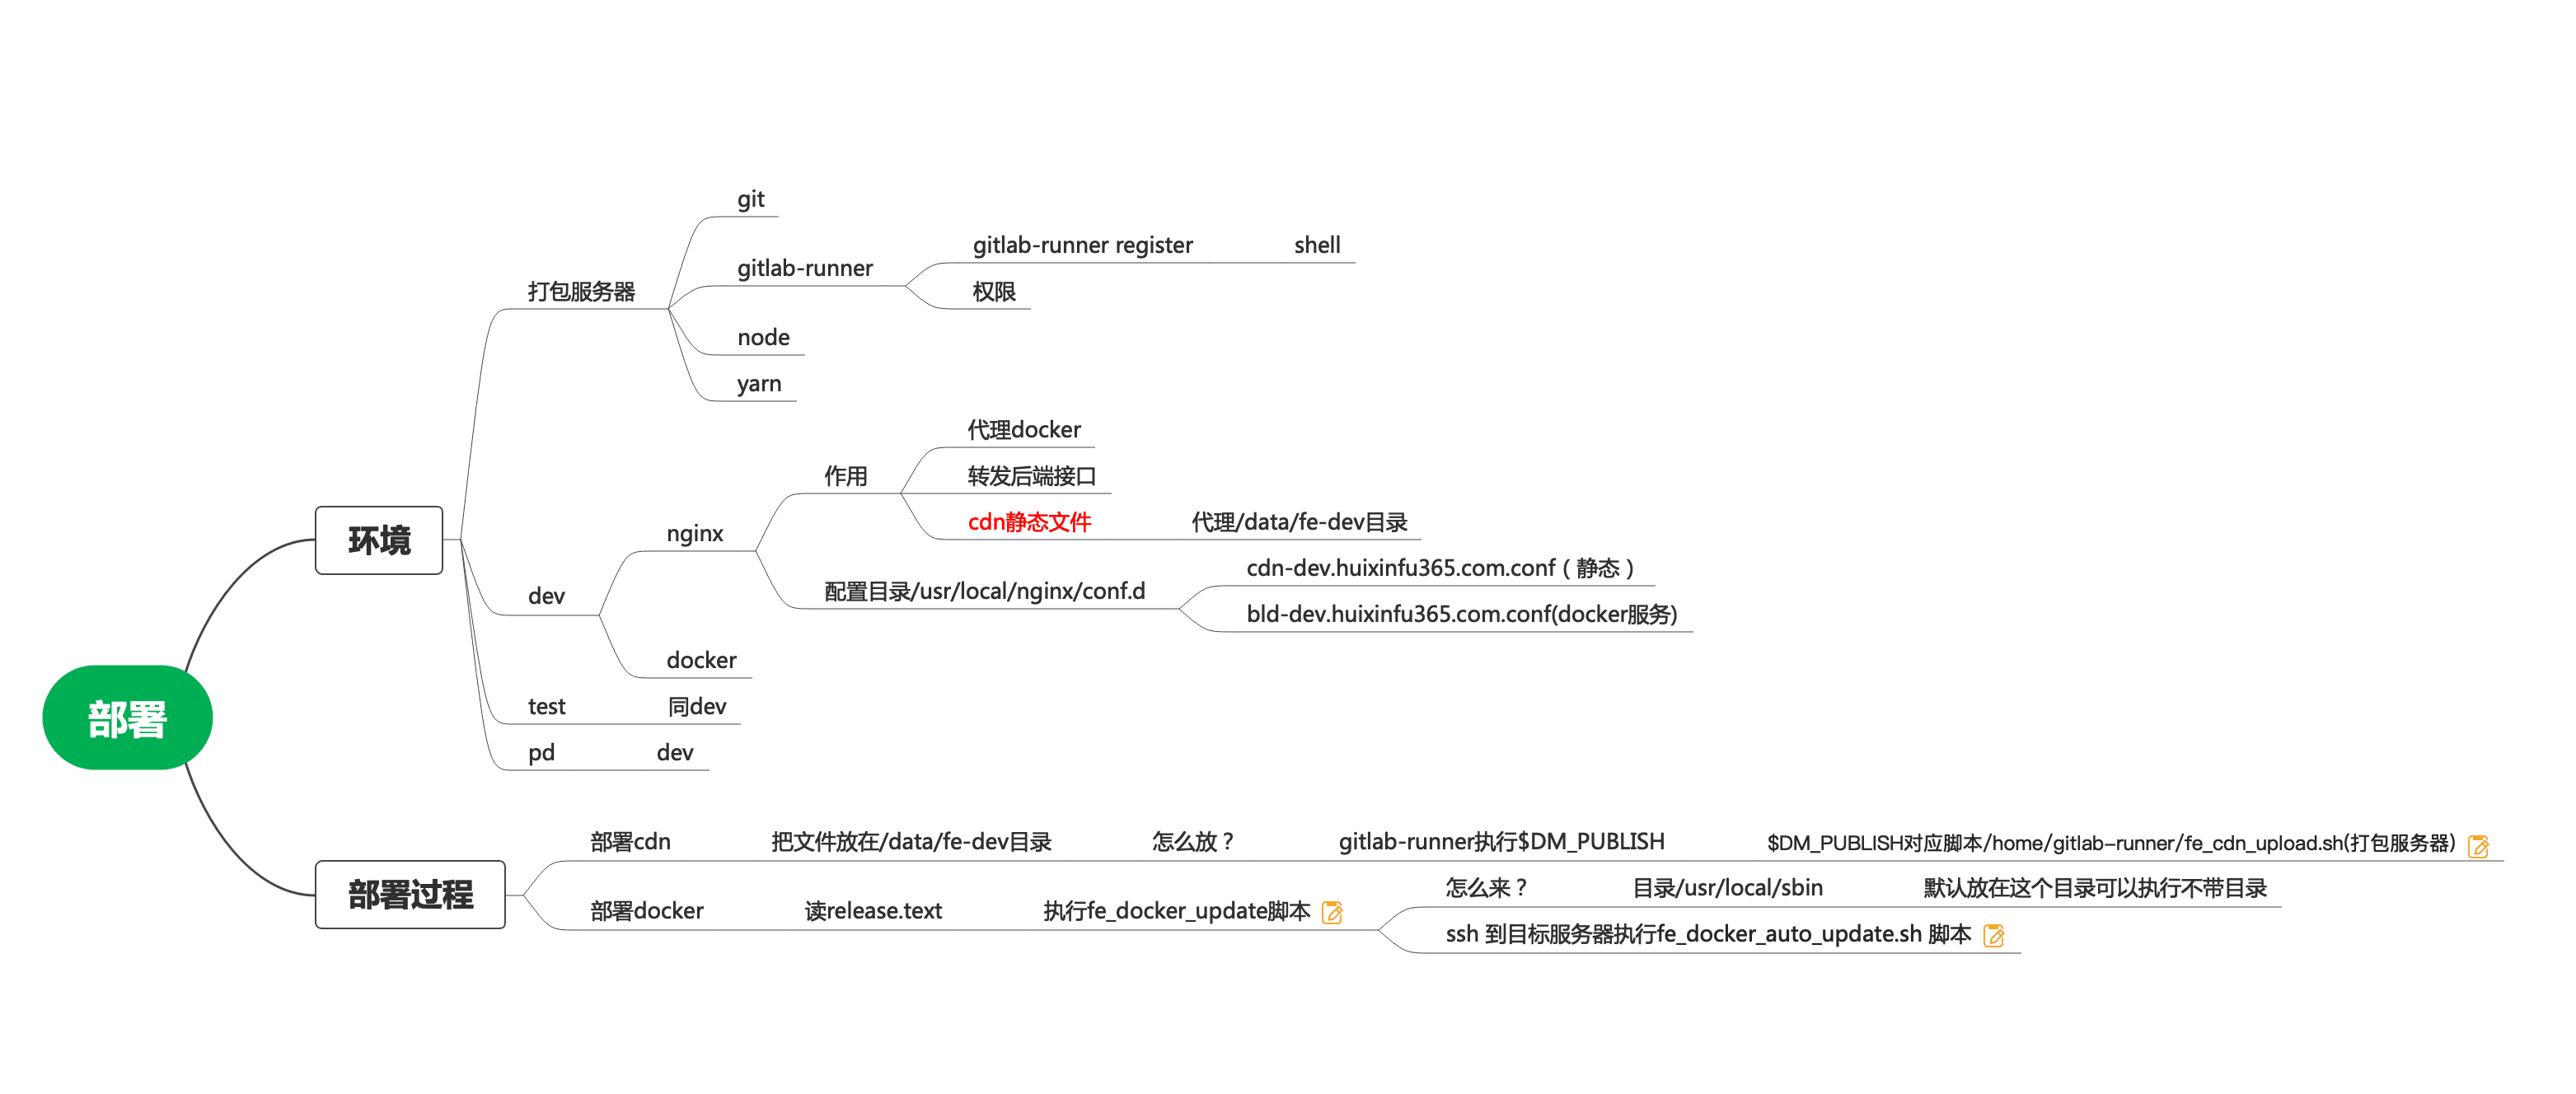 部署
环境
打包服务器
git
gitlab-runner
gitlab-runner register
shell
权限
node
yarn
dev
nginx
作用
代理docker
转发后端接口
cdn静态文件
代理/data/fe-dev目录
配置目录/usr/local/nginx/conf.d
cdn-dev.huixinfu365.com.conf（静态）
bld-dev.huixinfu365.com.conf(docker服务)
docker
test
同dev
pd
dev
部署过程
部署cdn
把文件放在/data/fe-dev目录
怎么放？
gitlab-runner执行$DM_PUBLISH
$DM_PUBLISH对应脚本/home/gitlab-runner/fe_cdn_upload.sh(打包服务器)
部署docker
读release.text
执行fe_docker_update脚本
怎么来？
目录/usr/local/sbin
默认放在这个目录可以执行不带目录
ssh 到目标服务器执行fe_docker_auto_update.sh 脚本